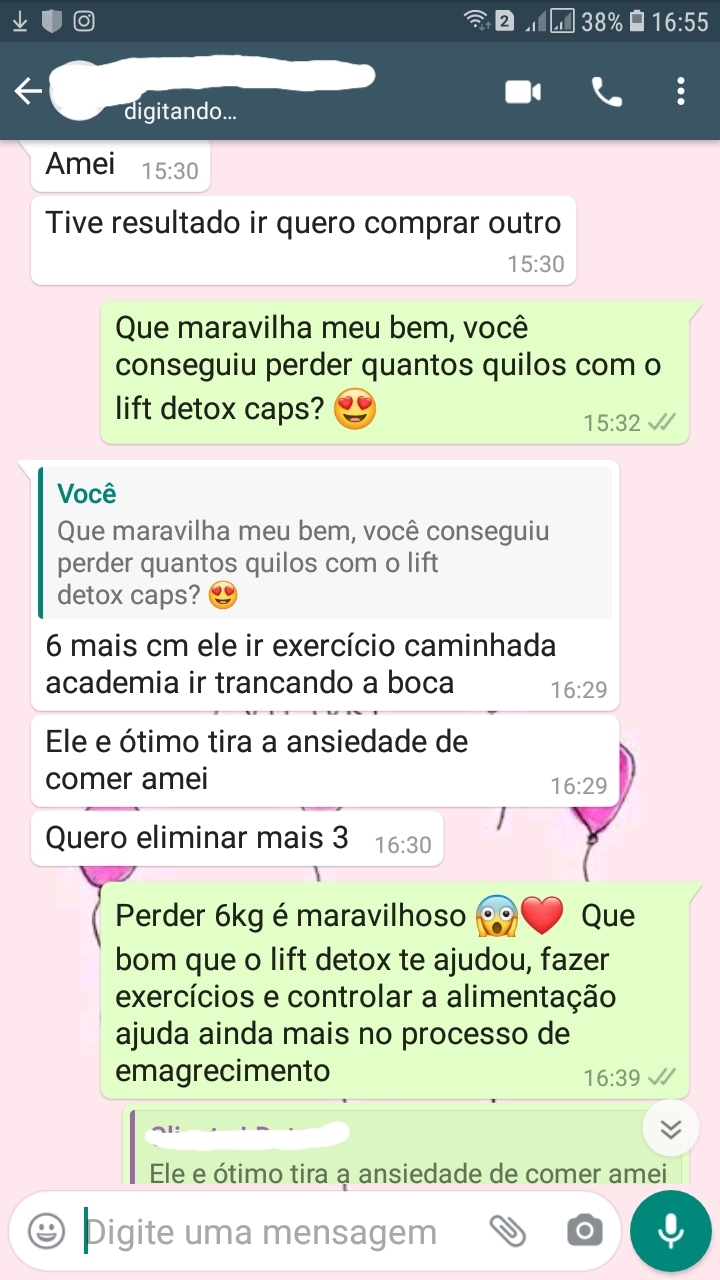 2 38% 16:55
digitando...
Amei 15:30
Tive resultado ir quero comprar outro
15:30
Que maravilha meu bem, você
conseguiu perder quantos quilos com o
lift detox caps? 😍
15:32
Você
Que maravilha meu bem, você conseguiu
perder quantos quilos com o lift
detox caps? 😍
6 mais cm ele ir exercício caminhada
academia ir trancando a boca 16:29
Ele e ótimo tira a ansiedade de
comer amei 16:29
Quero eliminar mais 3 16:30
Perder 6kg é maravilhoso 😱❤️ Que
bom que o lift detox te ajudou, fazer
exercícios e controlar a alimentação
ajuda ainda mais no processo de
emagrecimento 16:39
Ele e ótimo tira a ansiedade de comer amei
Digite uma mensagem